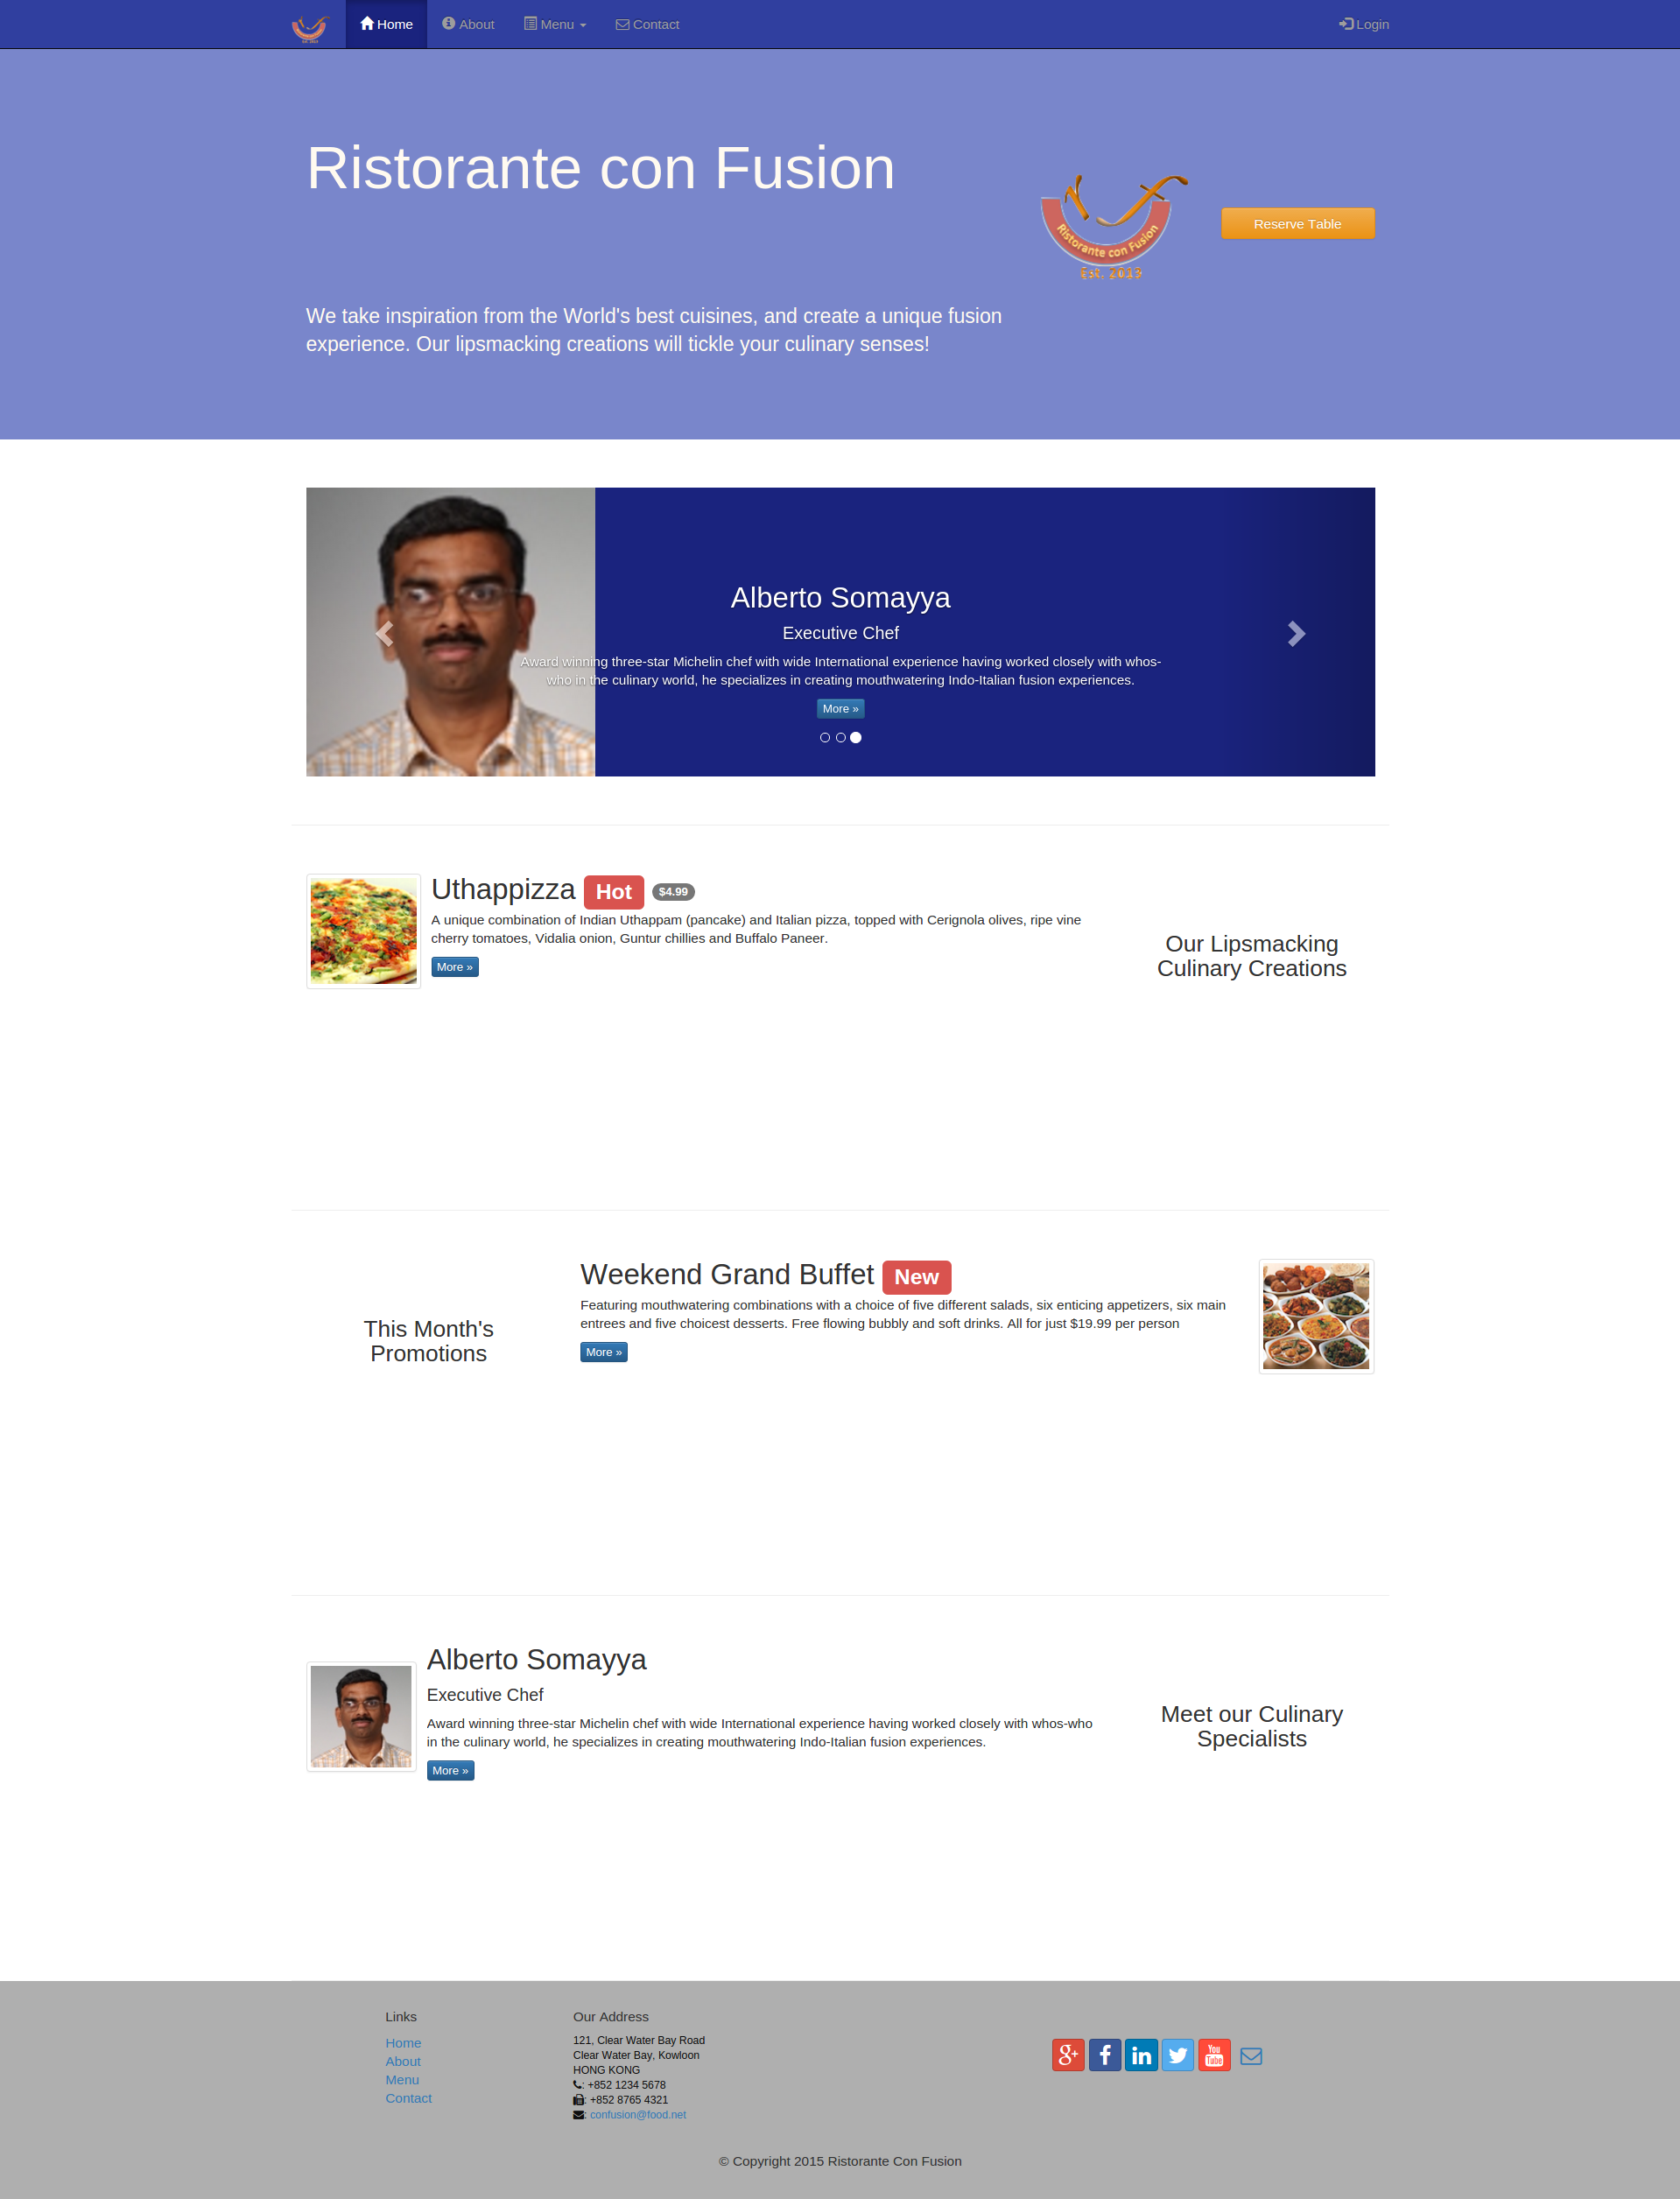 Home
About
Menu
Contact
Login
Ristorante con Fusion
Ristorante con Fusion
Est. 2013
Reserve Table
We take inspiration from the World's best cuisines, and create a unique fusion
experience. Our lipsmacking creations will tickle your culinary senses!
Alberto Somayya
Executive Chef
Award winning three-star Michelin chef with wide International experience having worked closely with whos-
who in the culinary world, he specializes in creating mouthwatering Indo-Italian fusion experiences.
More »
Uthappizza Hot $4.99
A unique combination of Indian Uthappam (pancake) and Italian pizza, topped with Cerignola olives, ripe vine
cherry tomatoes, Vidalia onion, Guntur chillies and Buffalo Paneer.
More »
Our Lipsmacking
Culinary Creations
This Month's
Promotions
Weekend Grand Buffet New
Featuring mouthwatering combinations with a choice of five different salads, six enticing appetizers, six main
entrees and five choicest desserts. Free flowing bubbly and soft drinks. All for just $19.99 per person
More »
Alberto Somayya
Executive Chef
Award winning three-star Michelin chef with wide International experience having worked closely with whos-who
in the culinary world, he specializes in creating mouthwatering Indo-Italian fusion experiences.
More »
Meet our Culinary
Specialists
Links
Home
About
Menu
Contact
Our Address
121, Clear Water Bay Road
Clear Water Bay, Kowloon
HONG KONG
: +852 1234 5678
: +852 8765 4321
: confusion@food.net
g+ f in You Tube
© Copyright 2015 Ristorante Con Fusion